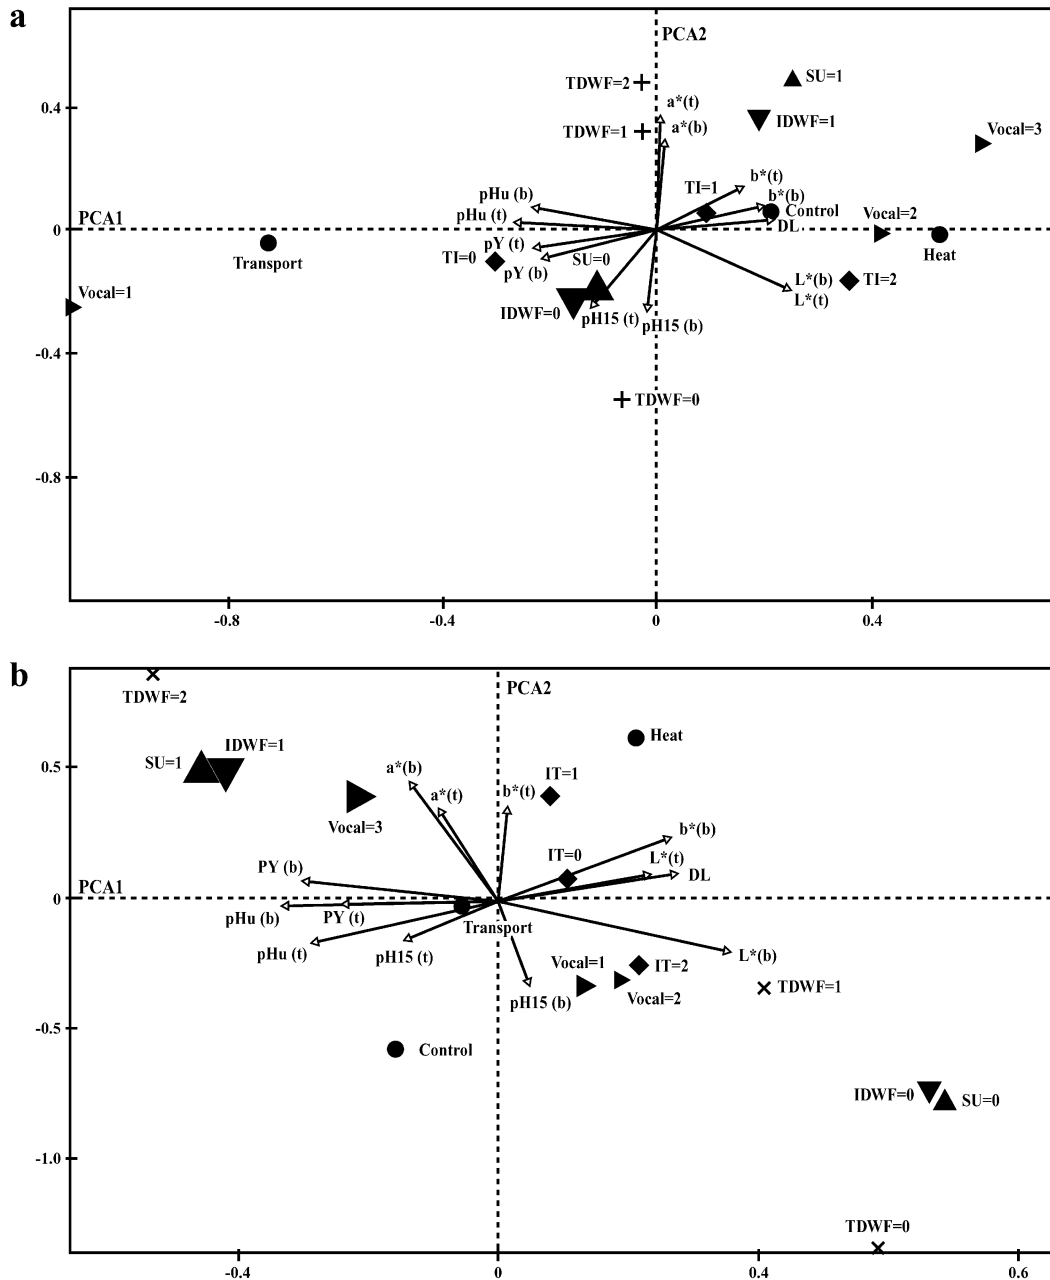 a
PCA2
SU=1
TDWF=2
a*(t)
IDWF=1
TDWF=1
a*(b)
Vocal=3
0.4
b*(t)
TI=1
b*(b)
pHu (b)
Control
Vocal=2
pHu (t)
PCA1
DL
0
pY (t)
Heat
TI=0
SU=0
Transport
pY (b)
L*(b)
TI=2
Vocal=1
L*(t)
IDWF=0
pH15 (t)
pH15 (b)
-0.4
TDWF=0
-0.8
-0.8
-0.4
0
0.4
b
PCA2
TDWF=2
Heat
IDWF=1
SU=1
0.5
a*(b)
IT=1
b*(t)
a*(t)
Vocal=3
b*(b)
IT=0
L*(t)
PY (b)
DL
PCA1
0
pHu (b)
PY (t)
Transport
pHu (t)
pH15 (t)
L*(b)
Vocal=1
IT=2
TDWF=1
Vocal=2
pH15 (b)
-0.5
Control
IDWF=0
SU=0
-1.0
TDWF=0
-0.4
0
0.4
0.6